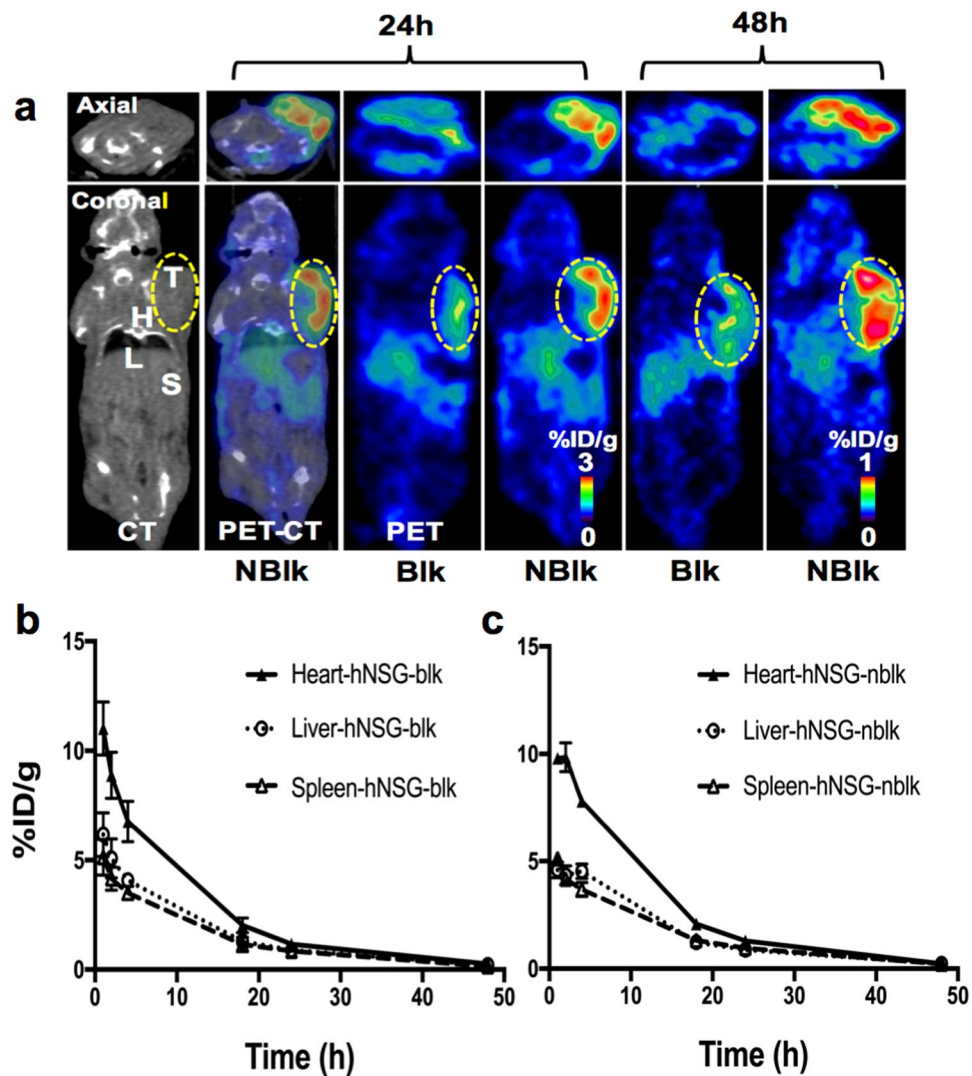 24h 48h
a
Axial
Coronal
T
H
L
S
%ID/g %ID/g
3 1
0 0
CT PET-CT PET
NBlk Blk NBlk Blk NBlk
b
15
10
5
0
%ID/g
Heart-hNSG-blk
Liver-hNSG-blk
Spleen-hNSG-blk
0 10 20 30 40 50
Time (h)
c
15
10
5
0
Heart-hNSG-nblk
Liver-hNSG-nblk
Spleen-hNSG-nblk
0 10 20 30 40 50
Time (h)